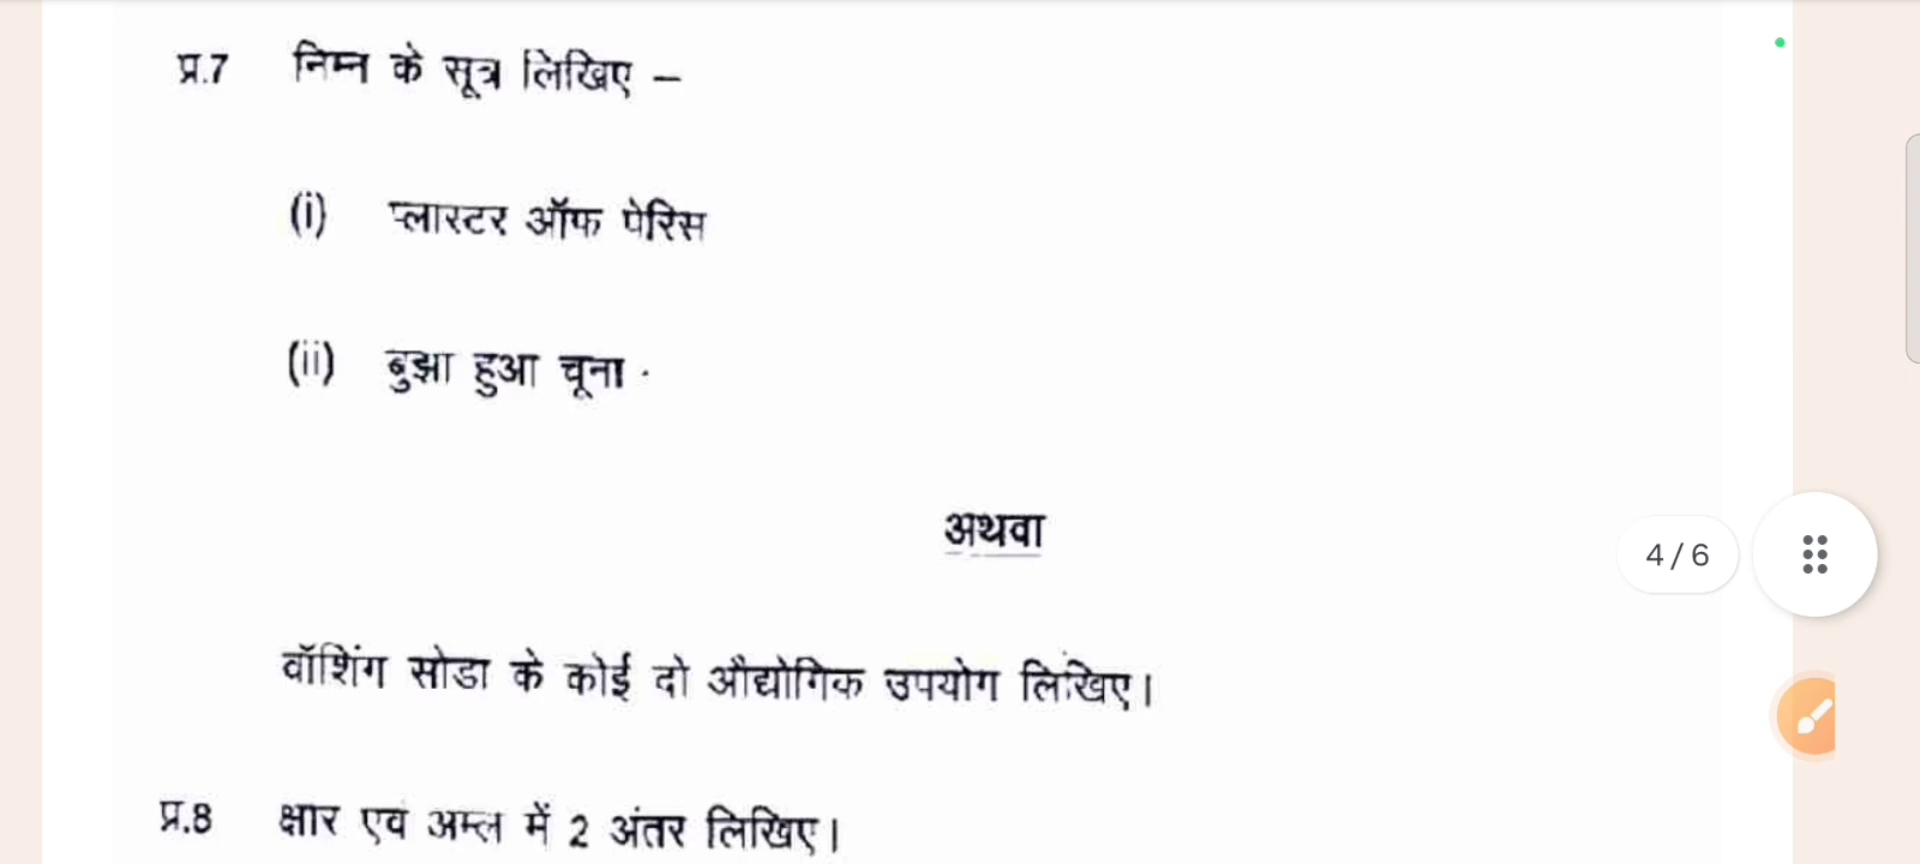 प्र.7 निम्न के सूत्र लिखिए –
(i) प्लास्टर ऑफ पेरिस
(ii) बुझा हुआ चूना
अथवा
4 / 6
वॉशिंग सोडा के कोई दो औद्योगिक उपयोग लिखिए।
प्र.8 क्षार एवं अम्ल में 2 अंतर लिखिए।